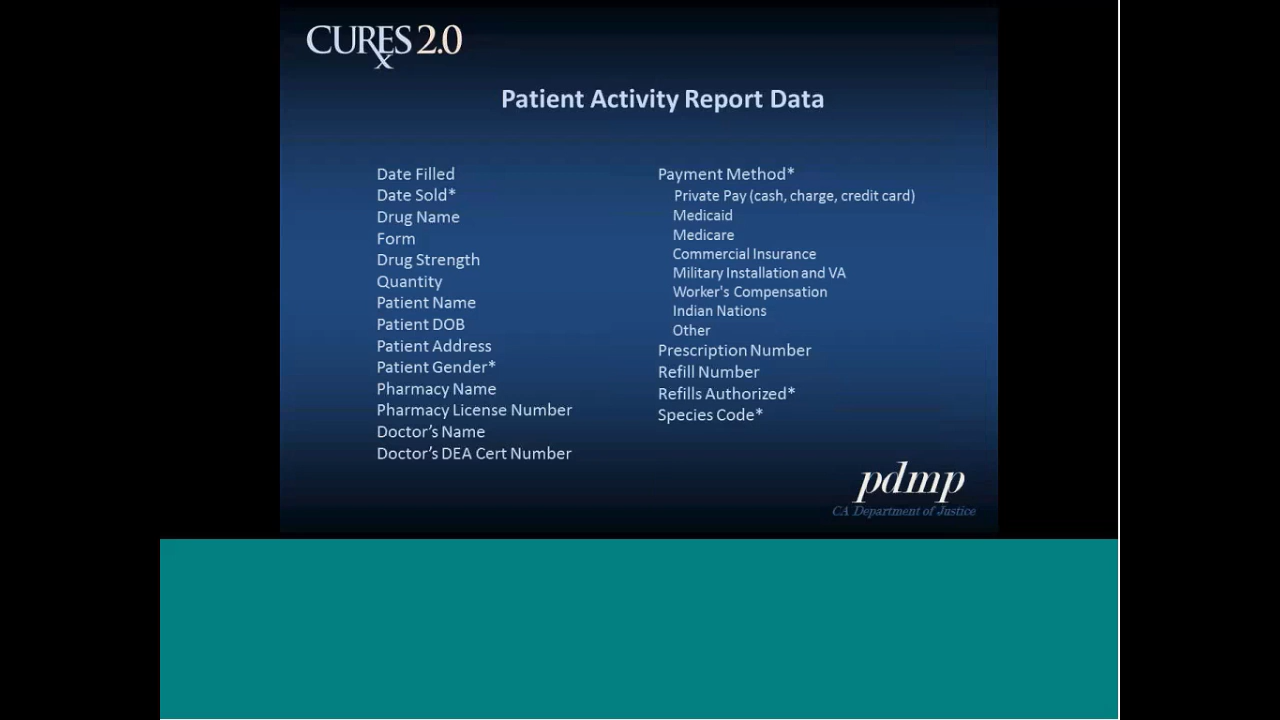 CURES 2.0
Patient Activity Report Data
Date Filled
Date Sold*
Drug Name
Form
Drug Strength
Quantity
Patient Name
Patient DOB
Patient Address
Patient Gender*
Pharmacy Name
Pharmacy License Number
Doctor’s Name
Doctor’s DEA Cert Number
Payment Method*
Private Pay (cash, charge, credit card)
Medicaid
Medicare
Commercial Insurance
Military Installation and VA
Worker's Compensation
Indian Nations
Other
Prescription Number
Refill Number
Refills Authorized*
Species Code*
pdmp
CA Department of Justice